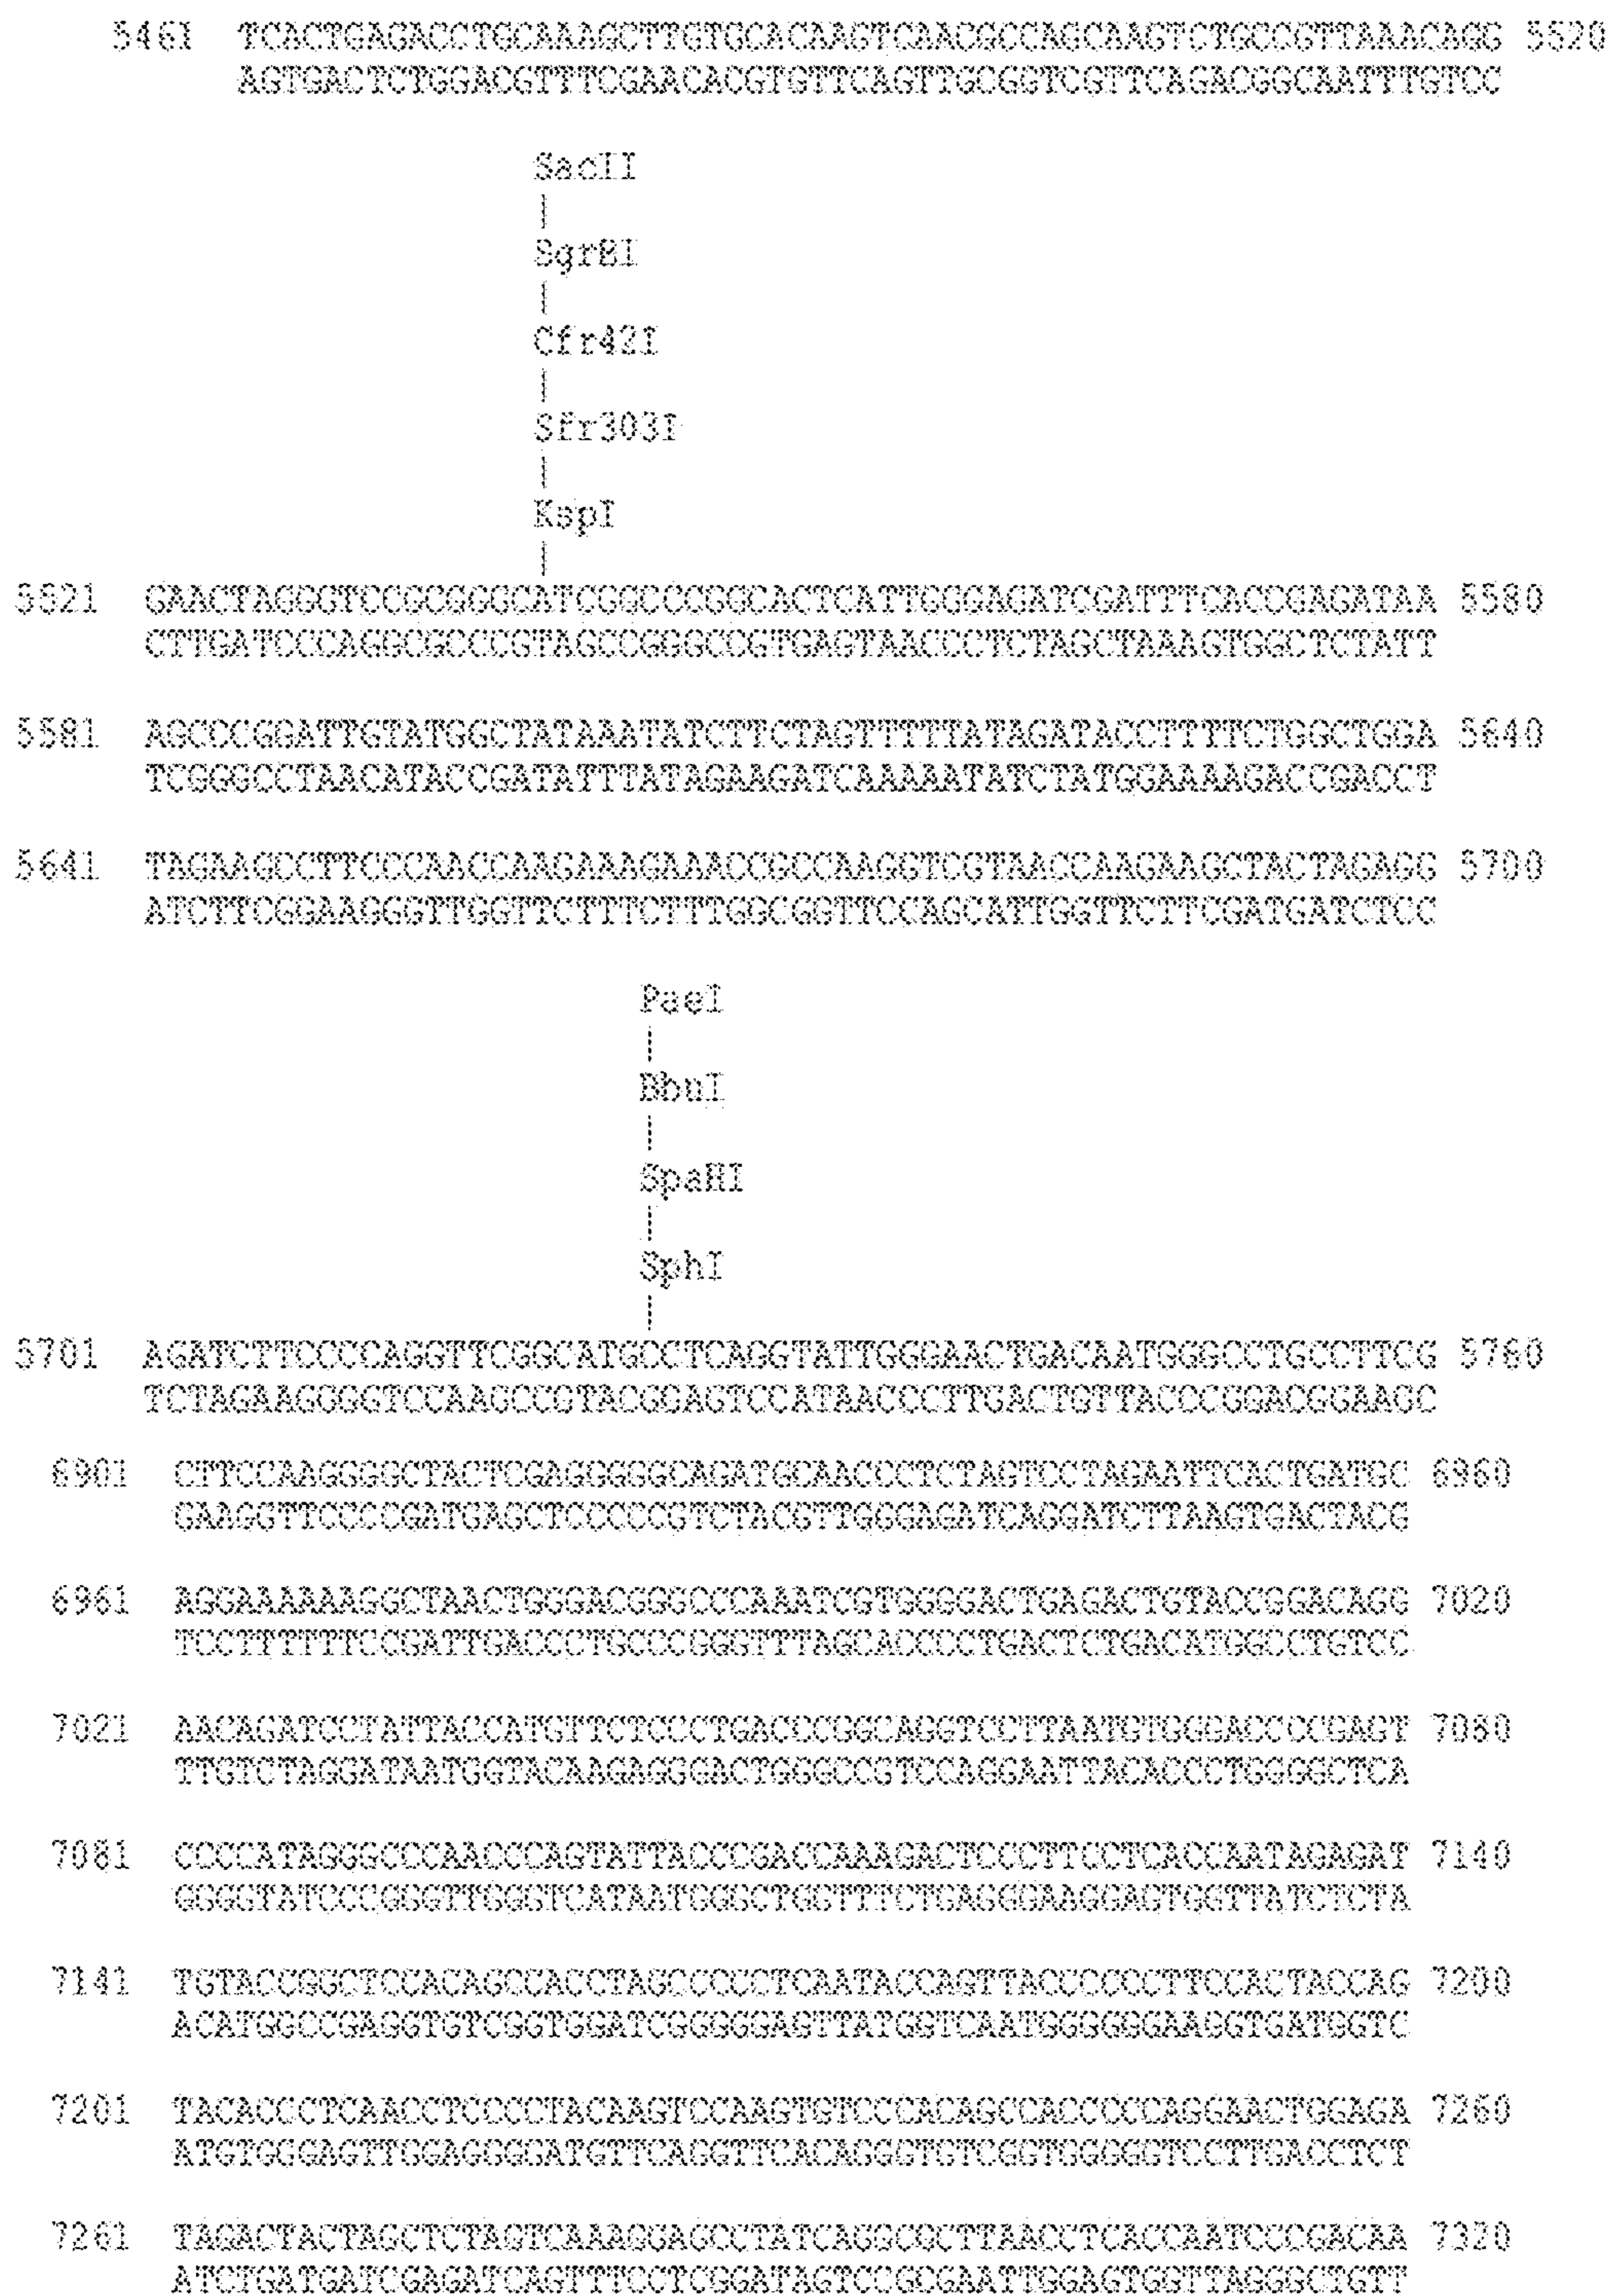 5461 TCACTGAGACCTGCAAAGCTTGTGCACAAGTCAACGCCAGCAAGTCTGCCGTTAAACAGG 5520
AGTGACTCTGGACGTTTCGAACACGTGTTCAGTTGCGGTCGTTCAGACGGCAATTTGTCC
SacII
|
SgrBI
|
Cfr42I
|
Sfr303I
|
KspI
|
5521 GAACTAGGGTCCGCGGGCATCGGCCCGGCACTCATTGGGAGATCGATTTCACCGAGATAA 5580
CTTGATCCCAGGCGCCCGTAGCCGGGCCGTGAGTAACCCTCTAGCTAAAGTGGCTCTATT
5581 AGCCCGGATTGTATGGCTATAAATATCTTCTAGTTTTTATAGATACCTTTTCTGGCTGGA 5640
TCGGGCCTAACATACCGATATTTATAGAAGATCAAAAATATCTATGGAAAAGACCGACCT
5641 TAGAAGCCTTCCCAACCAAGAAAGAAACCGCCAAGGTCGTAACCAAGAAGCTACTAGAGG 5700
ATCTTCGGAAGGGTTGGTTCTTTCTTTGGCGGTTCCAGCATTGGTTCTTCGATGATCTCC
PaeI
|
BbuI
|
SpaHI
|
SphI
|
5701 AGATCTTCCCCAGGTTCGGCATGCCTCAGGTATTGGGAACTGACAATGGGCCTGCCTTCG 5760
TCTAGAAGGGGTCCAAGCCGTACGGAGTCCATAACCCTTGACTGTTACCCGGACGGAAGC
6901 CTTCCAAGGGGCTACTCGAGGGGGCAGATGCAACCCTCTAGTCCTAGAATTCACTGATGC 6960
GAAGGTTCCCCGATGAGCTCCCCCGTCTACGTTGGGAGATCAGGATCTTAAGTGACTACG
6961 AGGAAAAAAGGCTAACTGGGACGGGCCCAAATCGTGGGGACTGAGACTGTACCGGACAGG 7020
TCCTTTTTTCCGATTGACCCTGCCCGGGTTTAGCACCCCTGACTCTGACATGGCCTGTCC
7021 AACAGATCCTATTACCATGTTCTCCCTGACCCGGCAGGTCCTTAATGTGGGACCCCGAGT 7080
TTGTCTAGGATAATGGTACAAGAGGGACTGGGCCGTCCAGGAATTACACCCTGGGGCTCA
7081 CCCCATAGGGCCCAACCCAGTATTACCCGACCAAAGACTCCCTTCCTCACCAATAGAGAT 7140
GGGGTATCCCGGGTTGGGTCATAATGGGCTGGTTTCTGAGGGAAGGAGTGGTTATCTCTA
7141 TGTACCGGCTCCACAGCCACCTAGCCCCCTCAATACCAGTTACCCCCCTTCCACTACCAG 7200
ACATGGCCGAGGTGTCGGTGGATCGGGGGAGTTATGGTCAATGGGGGGAAGGTGATGGTC
7201 TACACCCTCAACCTCCCCTACAAGTCCAAGTGTCCCACAGCCACCCCCAGGAACTGGAGA 7260
ATGTGGGAGTTGGAGGGGATGTTCAGGTTCACAGGGTGTCGGTGGGGGTCCTTGACCTCT
7261 TAGACTACTAGCTCTAGTCAAAGGAGCCTATCAGGCGCTTAACCTCACCAATCCCGACAA 7320
ATCTGATGATCGAGATCAGTTTCCTCGGATAGTCCGCGAATTGGAGTGGTTAGGGCTGTT